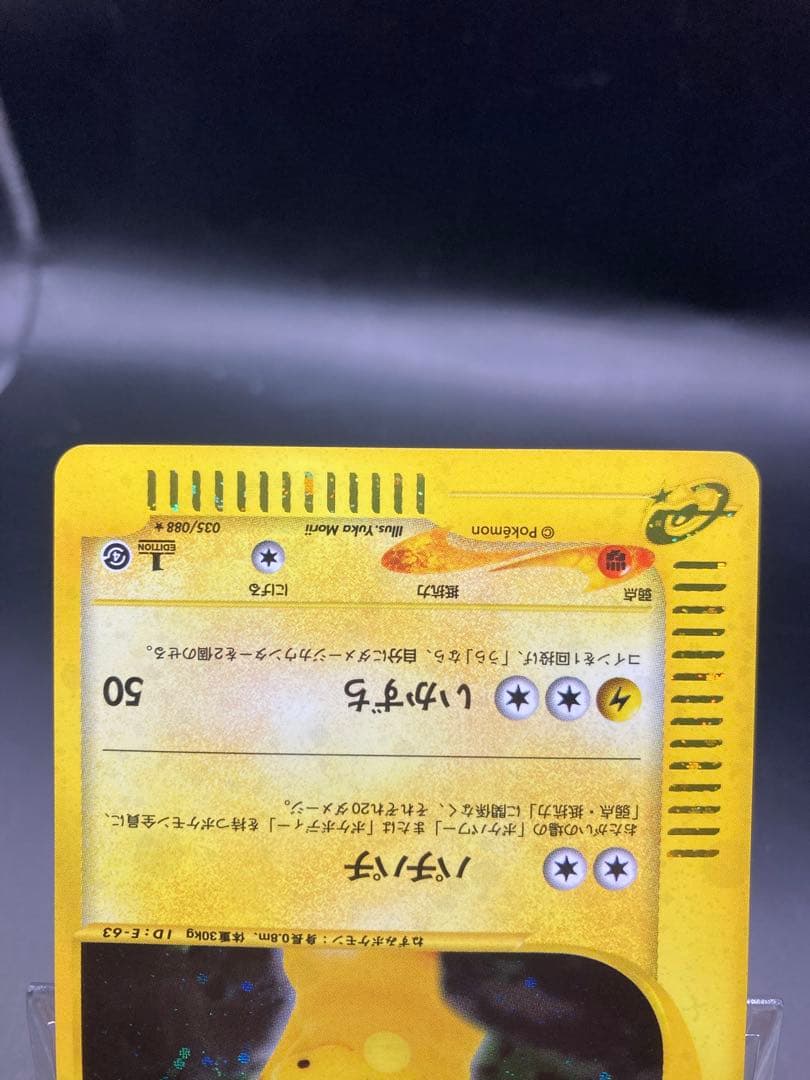 ねずみポケモン：身長0.8m、体重30kg ID：E-63
パチパチ
おたがいの場の「ポケパワー」または「ポケボディー」を持つポケモン全員に、
「弱点・抵抗力」に関係なく、それぞれ20ダメージ。
いかずち 50
コインを1回投げ、「うら」なら、自分にダメージカウンターを2個のせる。
弱点 抵抗力 にげる
1 EDITION
© Pokémon Illus. Yuka Morii 035/088 ★